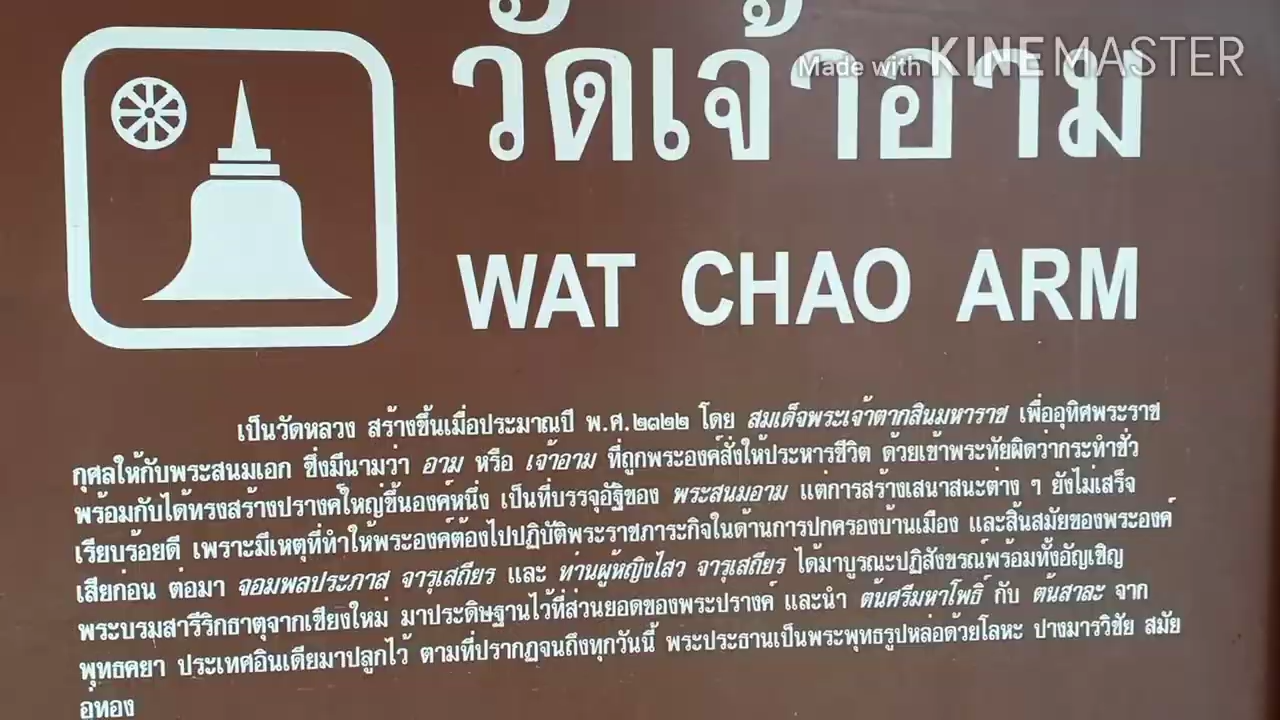 วัดเจ้าอาม
Made with KINEMASTER
WAT CHAO ARM
เป็นวัดหลวง สร้างขึ้นเมื่อประมาณปี พ.ศ.๒๓๒๒ โดย สมเด็จพระเจ้าตากสินมหาราช เพื่ออุทิศพระราช
กุศลให้กับพระสนมเอก ซึ่งมีนามว่า อาม หรือ เจ้าอาม ที่ถูกพระองค์สั่งให้ประหารชีวิต ด้วยเข้าพระทัยผิดว่ากระทำชั่ว
พร้อมกับได้ทรงสร้างปรางค์ใหญ่ขึ้นองค์หนึ่ง เป็นที่บรรจุอัฐิของ พระสนมอาม แต่การสร้างเสนาสนะต่าง ๆ ยังไม่เสร็จ
เรียบร้อยดี เพราะมีเหตุที่ทำให้พระองค์ต้องไปปฏิบัติพระราชภาระกิจในด้านการปกครองบ้านเมือง และสิ้นสมัยของพระองค์
เสียก่อน ต่อมา จอมพลประภาส จารุเสถียร และ ท่านผู้หญิงไสว จารุเสถียร ได้มาบูรณะปฏิสังขรณ์พร้อมทั้งอัญเชิญ
พระบรมสารีริกธาตุจากเชียงใหม่ มาประดิษฐานไว้ที่ส่วนยอดของพระปรางค์ และนำ ต้นศรีมหาโพธิ์ กับ ต้นสาละ จาก
พุทธคยา ประเทศอินเดียมาปลูกไว้ ตามที่ปรากฏจนถึงทุกวันนี้ พระประธานเป็นพระพุทธรูปหล่อด้วยโลหะ ปางมารวิชัย สมัย
อู่ทอง